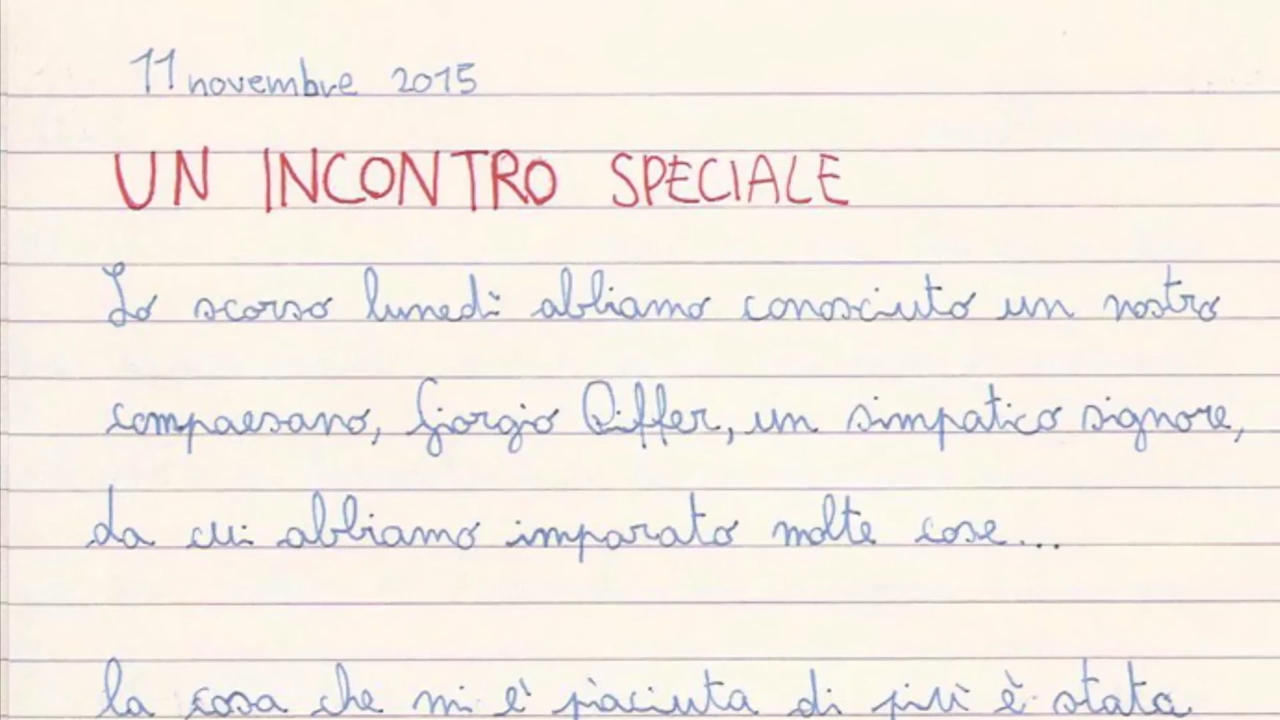 11 novembre 2015
UN INCONTRO SPECIALE
Lo scorso lunedì abbiamo conosciuto un nostro
compaesano, Giorgio Riffer, un simpatico signore,
da cui abbiamo imparato molte cose...
la cosa che mi è piaciuta di più è stata